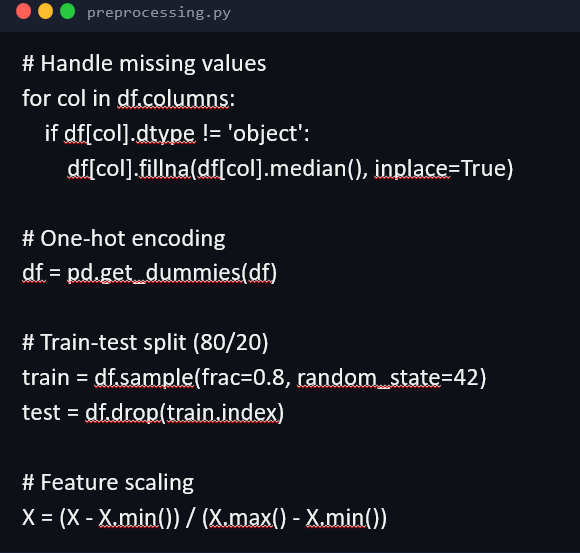 preprocessing.py
# Handle missing values
for col in df.columns:
    if df[col].dtype != 'object':
        df[col].fillna(df[col].median(), inplace=True)
# One-hot encoding
df = pd.get_dummies(df)
# Train-test split (80/20)
train = df.sample(frac=0.8, random_state=42)
test = df.drop(train.index)
# Feature scaling
X = (X - X.min()) / (X.max() - X.min())